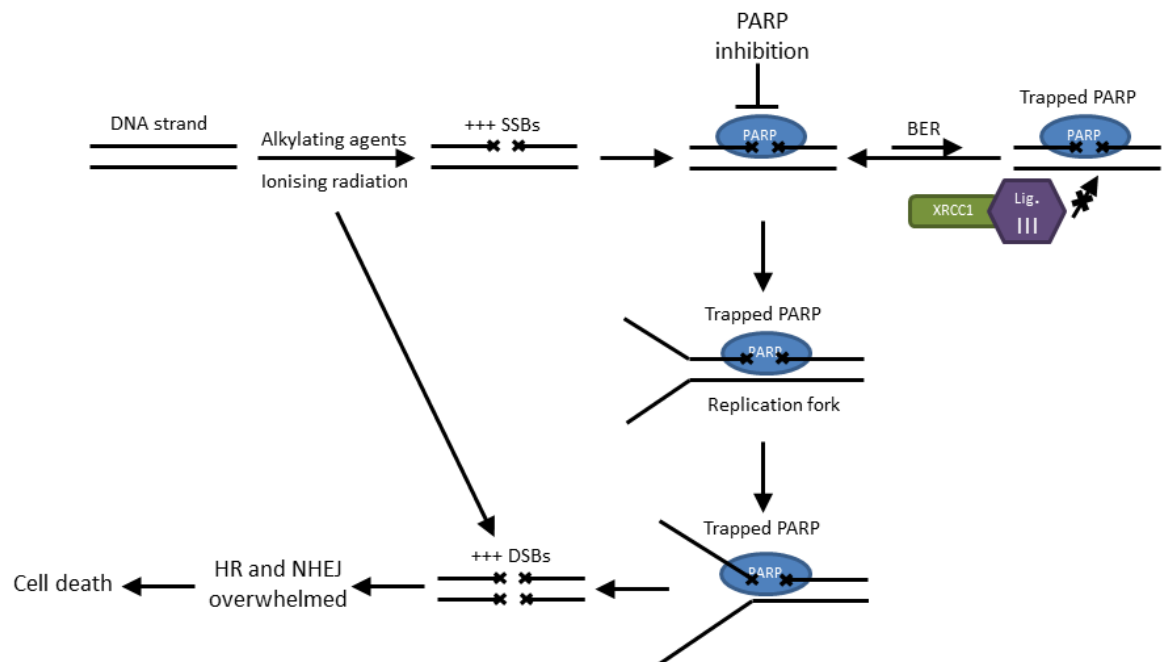 PARP
inhibition
Trapped PARP
DNA strand
Alkylating agents
Ionising radiation
+++ SSBs
PARP
BER
PARP
XRCC1
Lig.
III
Trapped PARP
PARP
Replication fork
Trapped PARP
PARP
+++ DSBs
HR and NHEJ
overwhelmed
Cell death